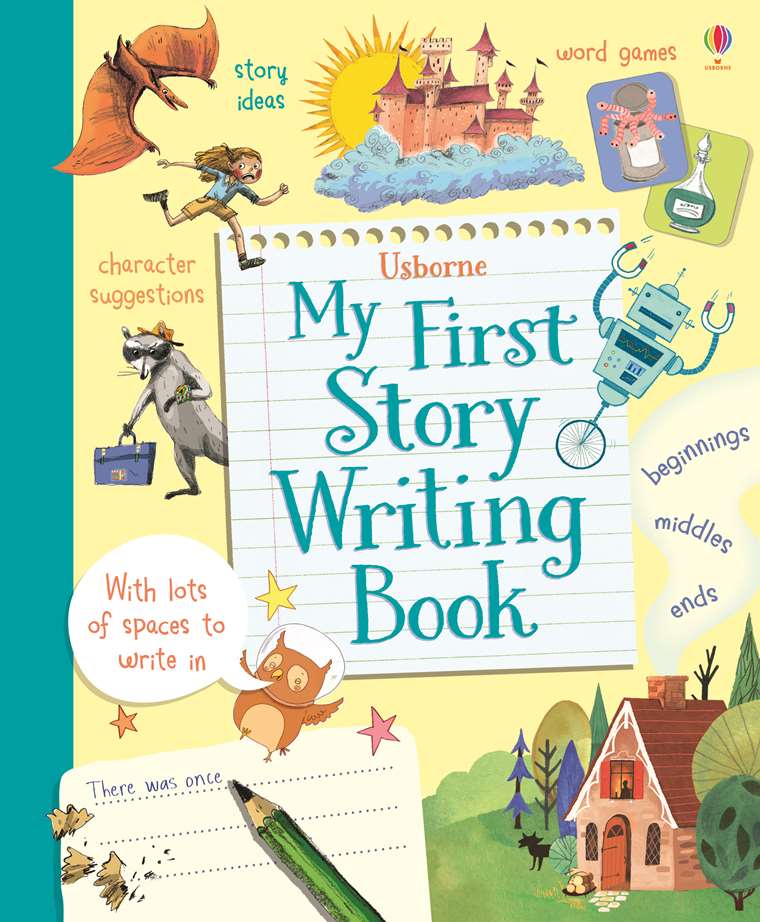 story
ideas
word games
USBORNE
character
suggestions
Usborne
My First
Story
Writing
Book
beginnings
middles
ends
With lots
of spaces to
write in
There was once